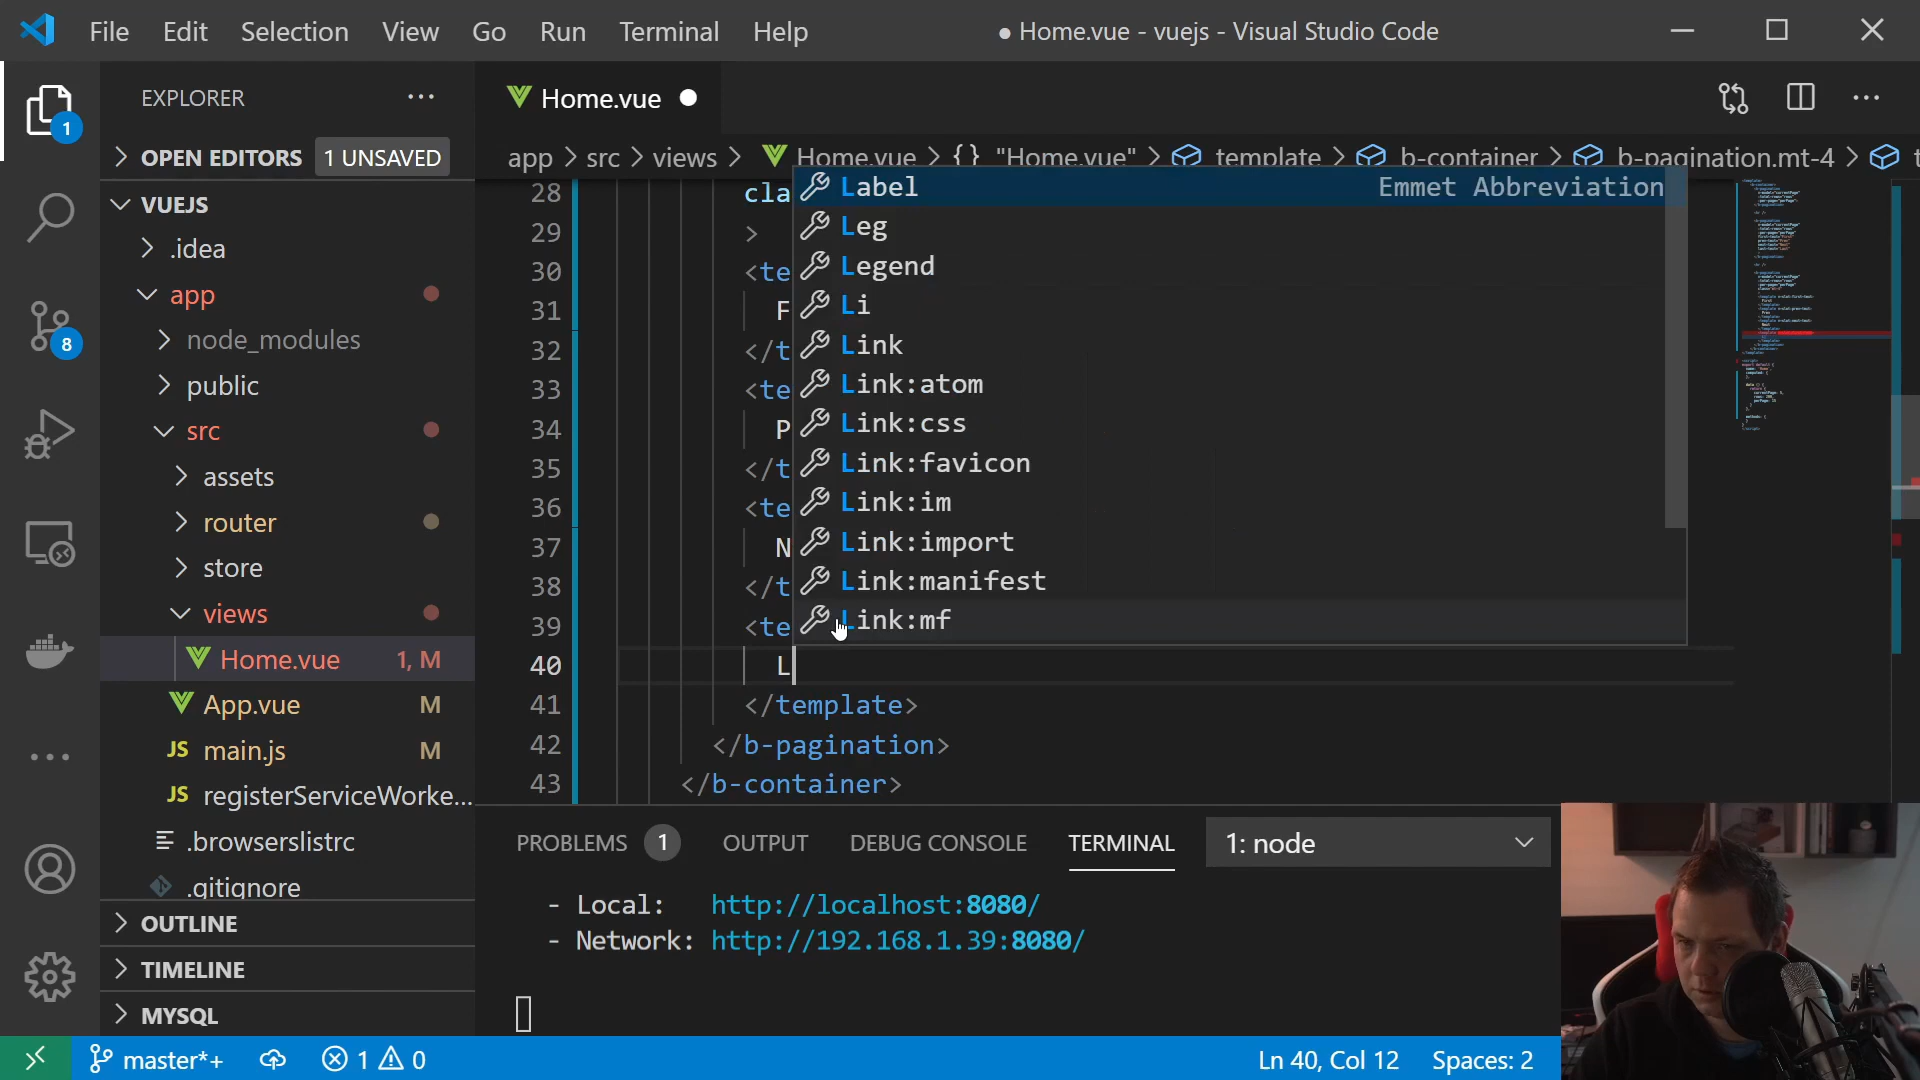 File Edit Selection View Go Run Terminal Help
● Home.vue - vuejs - Visual Studio Code
EXPLORER
OPEN EDITORS 1 UNSAVED
VUEJS
.idea
app
node_modules
public
src
assets
router
store
views
Home.vue 1, M
App.vue M
JS main.js M
JS registerServiceWorke...
.browserslistrc
.gitignore
OUTLINE
TIMELINE
MYSQL
1
8
Home.vue
app > src > views > Home.vue > {} "Home.vue" > template > b-container > b-pagination.mt-4 >
28 cla
29 >
30 <te
31 F
32 </t
33 <te
34 P
35 </t
36 <te
37 N
38 </t
39 <te
40 L
41 </template>
42 </b-pagination>
43 </b-container>
Label Emmet Abbreviation
Leg
Legend
Li
Link
Link:atom
Link:css
Link:favicon
Link:im
Link:import
Link:manifest
Link:mf
PROBLEMS 1 OUTPUT DEBUG CONSOLE TERMINAL 1: node
- Local: http://localhost:8080/
- Network: http://192.168.1.39:8080/
master*+ 1 0 Ln 40, Col 12 Spaces: 2